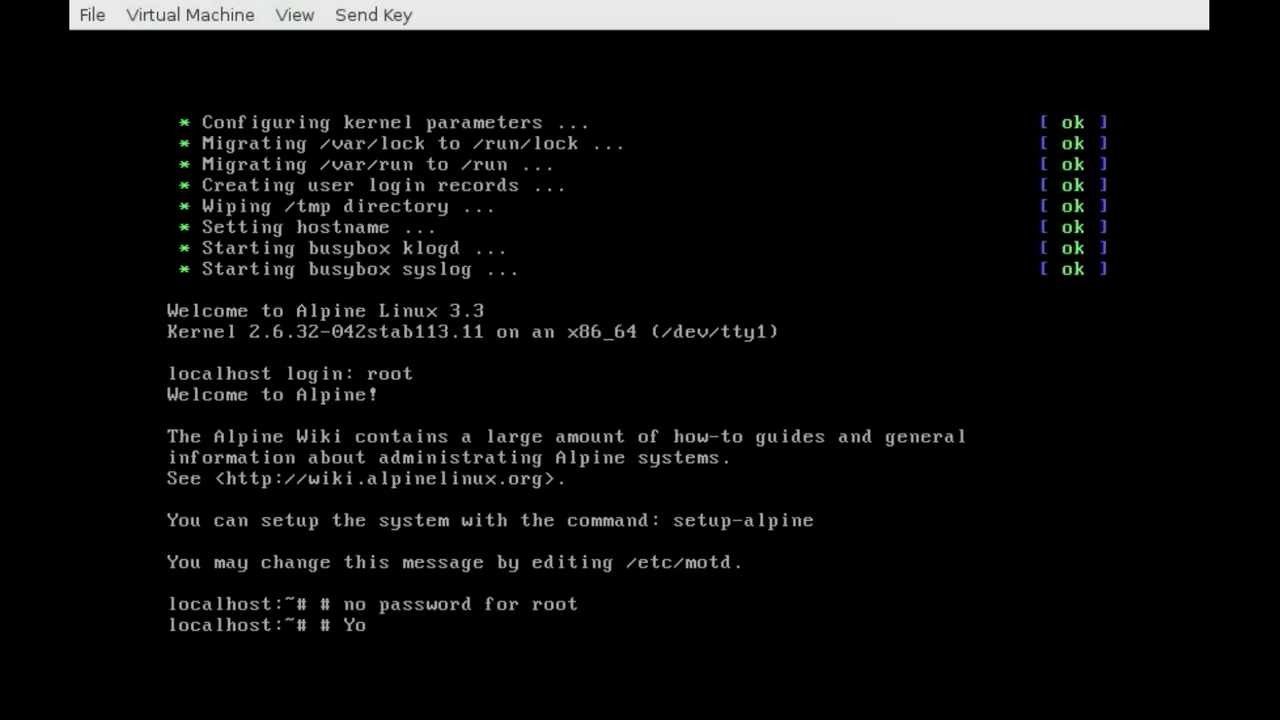 File Virtual Machine View Send Key
* Configuring kernel parameters ... [ ok ]
* Migrating /var/lock to /run/lock ... [ ok ]
* Migrating /var/run to /run ... [ ok ]
* Creating user login records ... [ ok ]
* Wiping /tmp directory ... [ ok ]
* Setting hostname ... [ ok ]
* Starting busybox klogd ... [ ok ]
* Starting busybox syslog ... [ ok ]
Welcome to Alpine Linux 3.3
Kernel 2.6.32-042stab113.11 on an x86_64 (/dev/tty1)
localhost login: root
Welcome to Alpine!
The Alpine Wiki contains a large amount of how-to guides and general
information about administrating Alpine systems.
See <http://wiki.alpinelinux.org>.
You can setup the system with the command: setup-alpine
You may change this message by editing /etc/motd.
localhost:~# # no password for root
localhost:~# # Yo